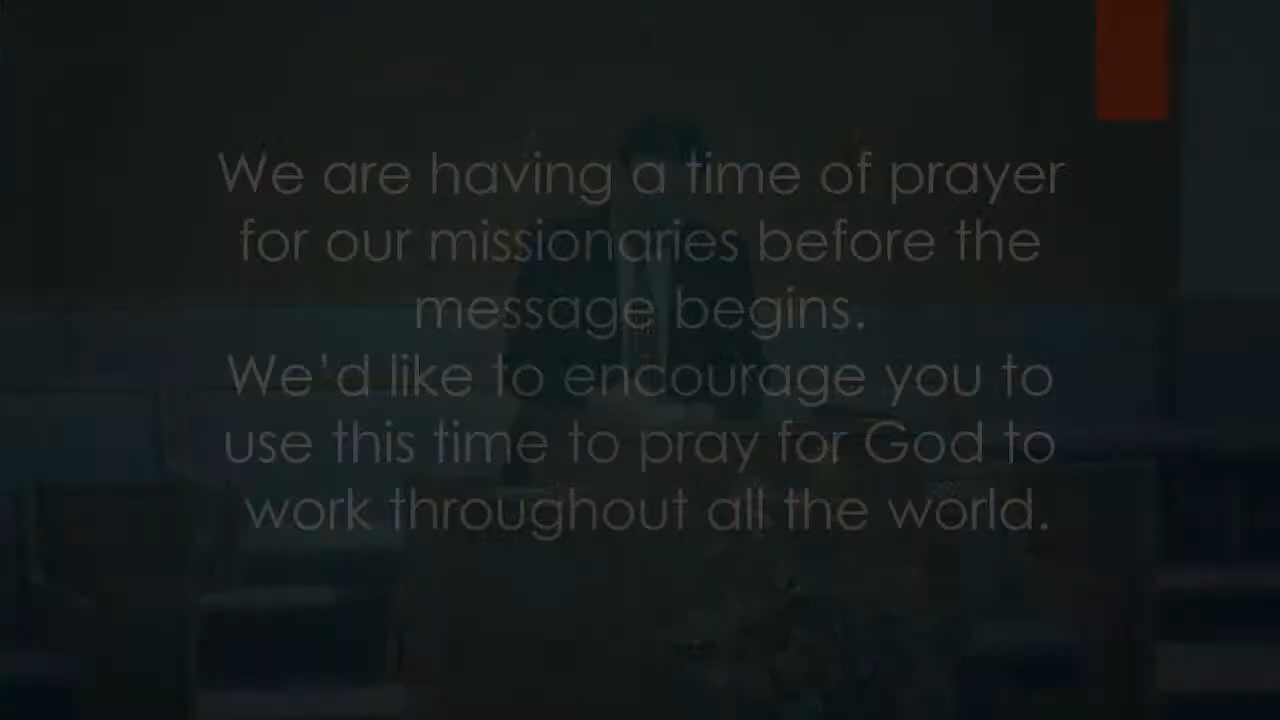 We are having a time of prayer
for our missionaries before the
message begins.
We'd like to encourage you to
use this time to pray for God to
work throughout all the world.